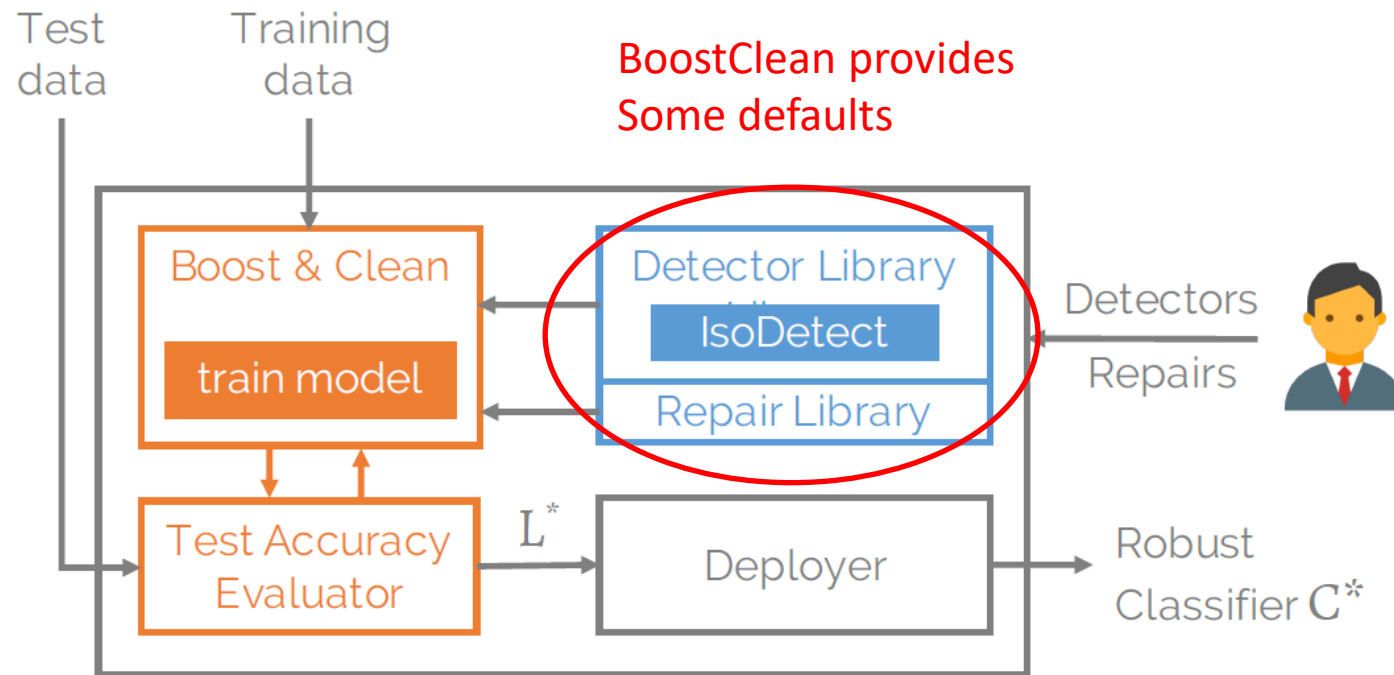 Test
data
Training
data
BoostClean provides
Some defaults
Boost & Clean
train model
Detector Library
IsoDetect
Repair Library
Detectors
Repairs
Test Accuracy
Evaluator
L*
Deployer
Robust
Classifier C*